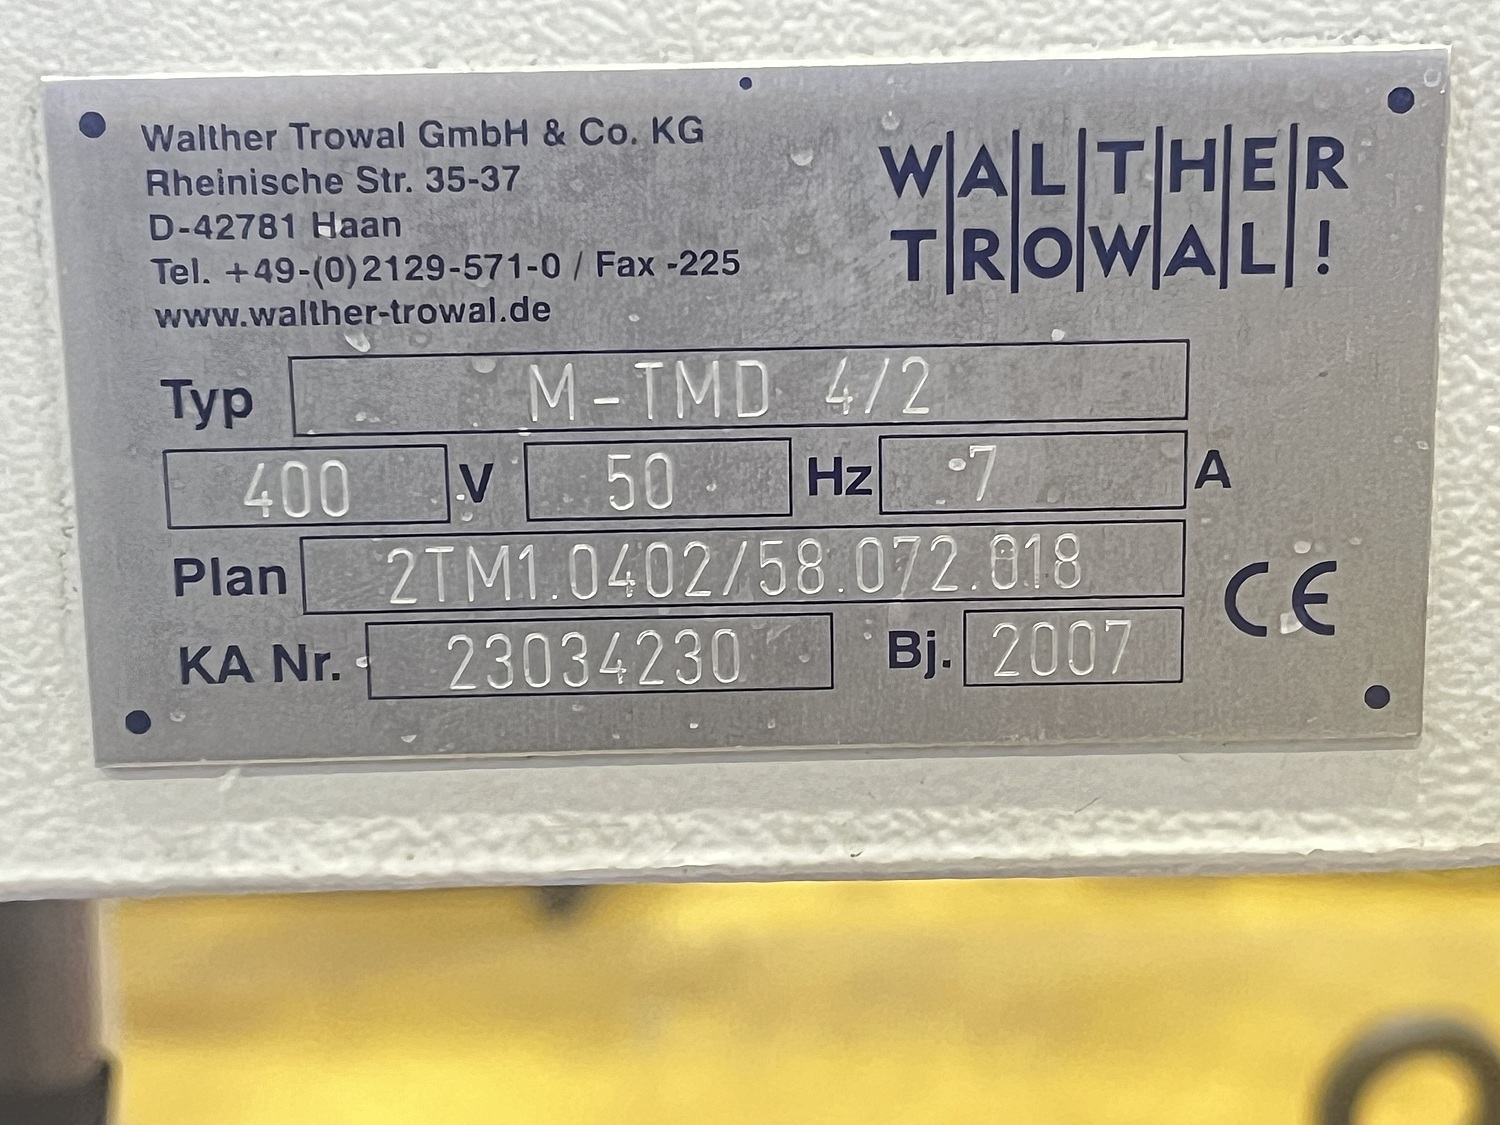 Walther Trowal GmbH & Co. KG
Rheinische Str. 35-37
D-42781 Haan
Tel. +49-(0)2129-571-0 / Fax -225
www.walther-trowal.de
WALTHER
TROWAL!
Typ M-TMD 4/2
400 V 50 Hz 7 A
Plan 2TM1.0402/58.072.018
KA Nr. 23034230 Bj. 2007
CE